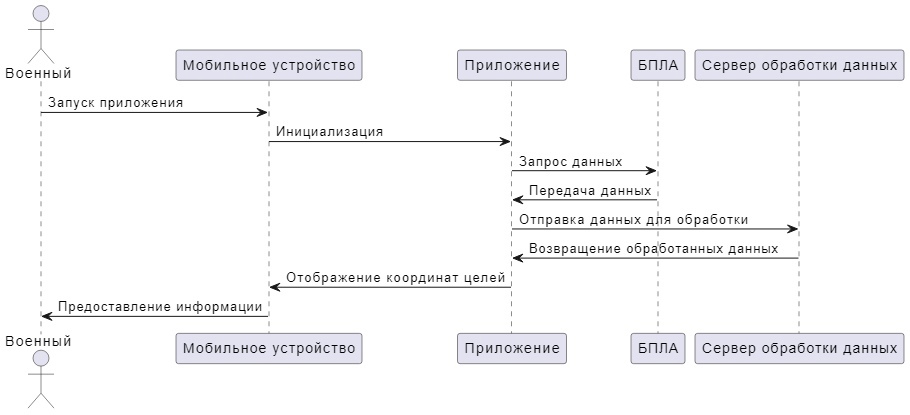 Военный
Мобильное устройство
Приложение
БПЛА
Сервер обработки данных
Запуск приложения
Инициализация
Запрос данных
Передача данных
Отправка данных для обработки
Возвращение обработанных данных
Отображение координат целей
Предоставление информации
Военный
Мобильное устройство
Приложение
БПЛА
Сервер обработки данных